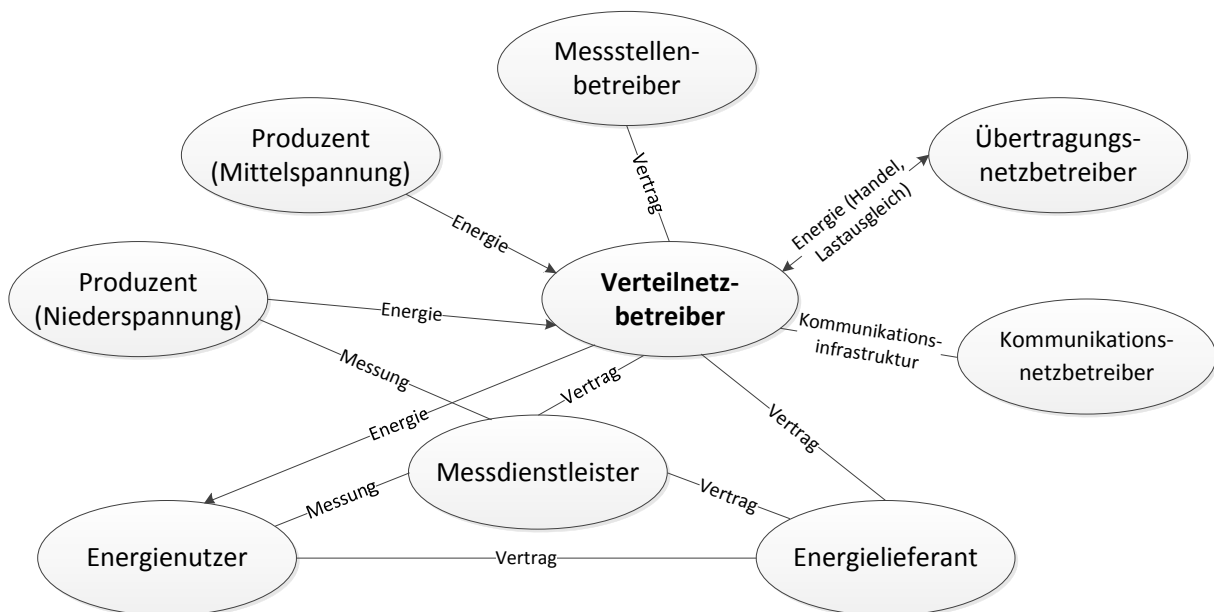 Messstellen-
betreiber
Produzent
(Mittelspannung)
Übertragungs-
netzbetreiber
Vertrag
Energie (Handel,
Lastausgleich)
Energie
Produzent
(Niederspannung)
Energie
Verteilnetz-
betreiber
Kommunikations-
infrastruktur
Kommunikations-
netzbetreiber
Messung
Vertrag
Energie
Vertrag
Messdienstleister
Messung
Vertrag
Energienutzer
Vertrag
Energielieferant